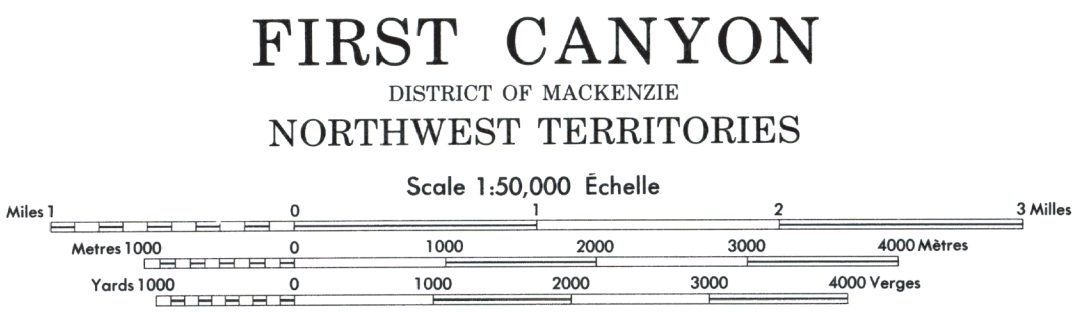 FIRST CANYON
DISTRICT OF MACKENZIE
NORTHWEST TERRITORIES
Scale 1:50,000 Échelle
Miles 1 0 1 2 3 Milles
Metres 1000 0 1000 2000 3000 4000 Mètres
Yards 1000 0 1000 2000 3000 4000 Verges